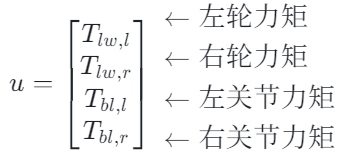 u = [T_{lw,l} ← 左轮力矩
T_{lw,r} ← 右轮力矩
T_{bl,l} ← 左关节力矩
T_{bl,r}] ← 右关节力矩